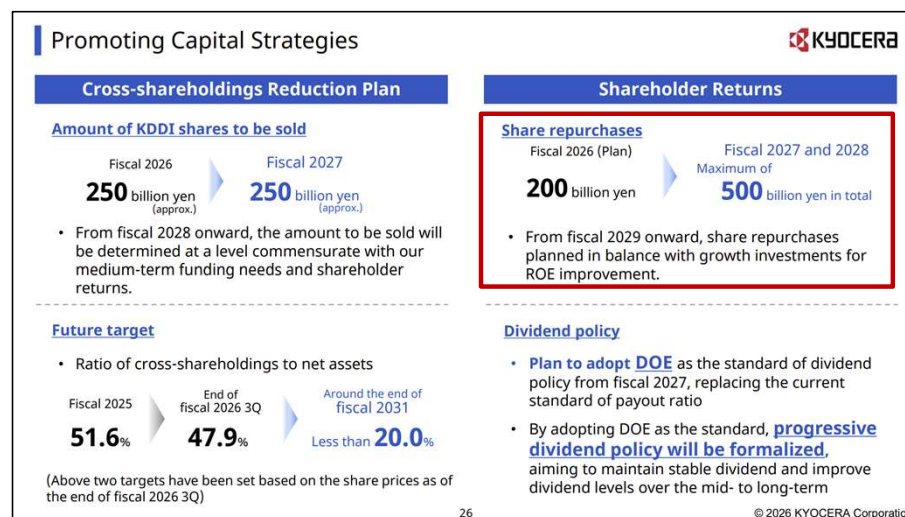 Promoting Capital Strategies
KYOCERA
Cross-shareholdings Reduction Plan
Amount of KDDI shares to be sold
Fiscal 2026
250 billion yen
(approx.)
Fiscal 2027
250 billion yen
(approx.)
• From fiscal 2028 onward, the amount to be sold will
be determined at a level commensurate with our
medium-term funding needs and shareholder
returns.
Future target
• Ratio of cross-shareholdings to net assets
Fiscal 2025
51.6%
End of
fiscal 2026 3Q
47.9%
Around the end of
fiscal 2031
Less than 20.0%
(Above two targets have been set based on the share prices as of
the end of fiscal 2026 3Q)
Shareholder Returns
Share repurchases
Fiscal 2026 (Plan)
200 billion yen
Fiscal 2027 and 2028
Maximum of
500 billion yen in total
• From fiscal 2029 onward, share repurchases
planned in balance with growth investments for
ROE improvement.
Dividend policy
• Plan to adopt DOE as the standard of dividend
policy from fiscal 2027, replacing the current
standard of payout ratio
• By adopting DOE as the standard, progressive
dividend policy will be formalized,
aiming to maintain stable dividend and improve
dividend levels over the mid- to long-term
26
© 2026 KYOCERA Corporatio